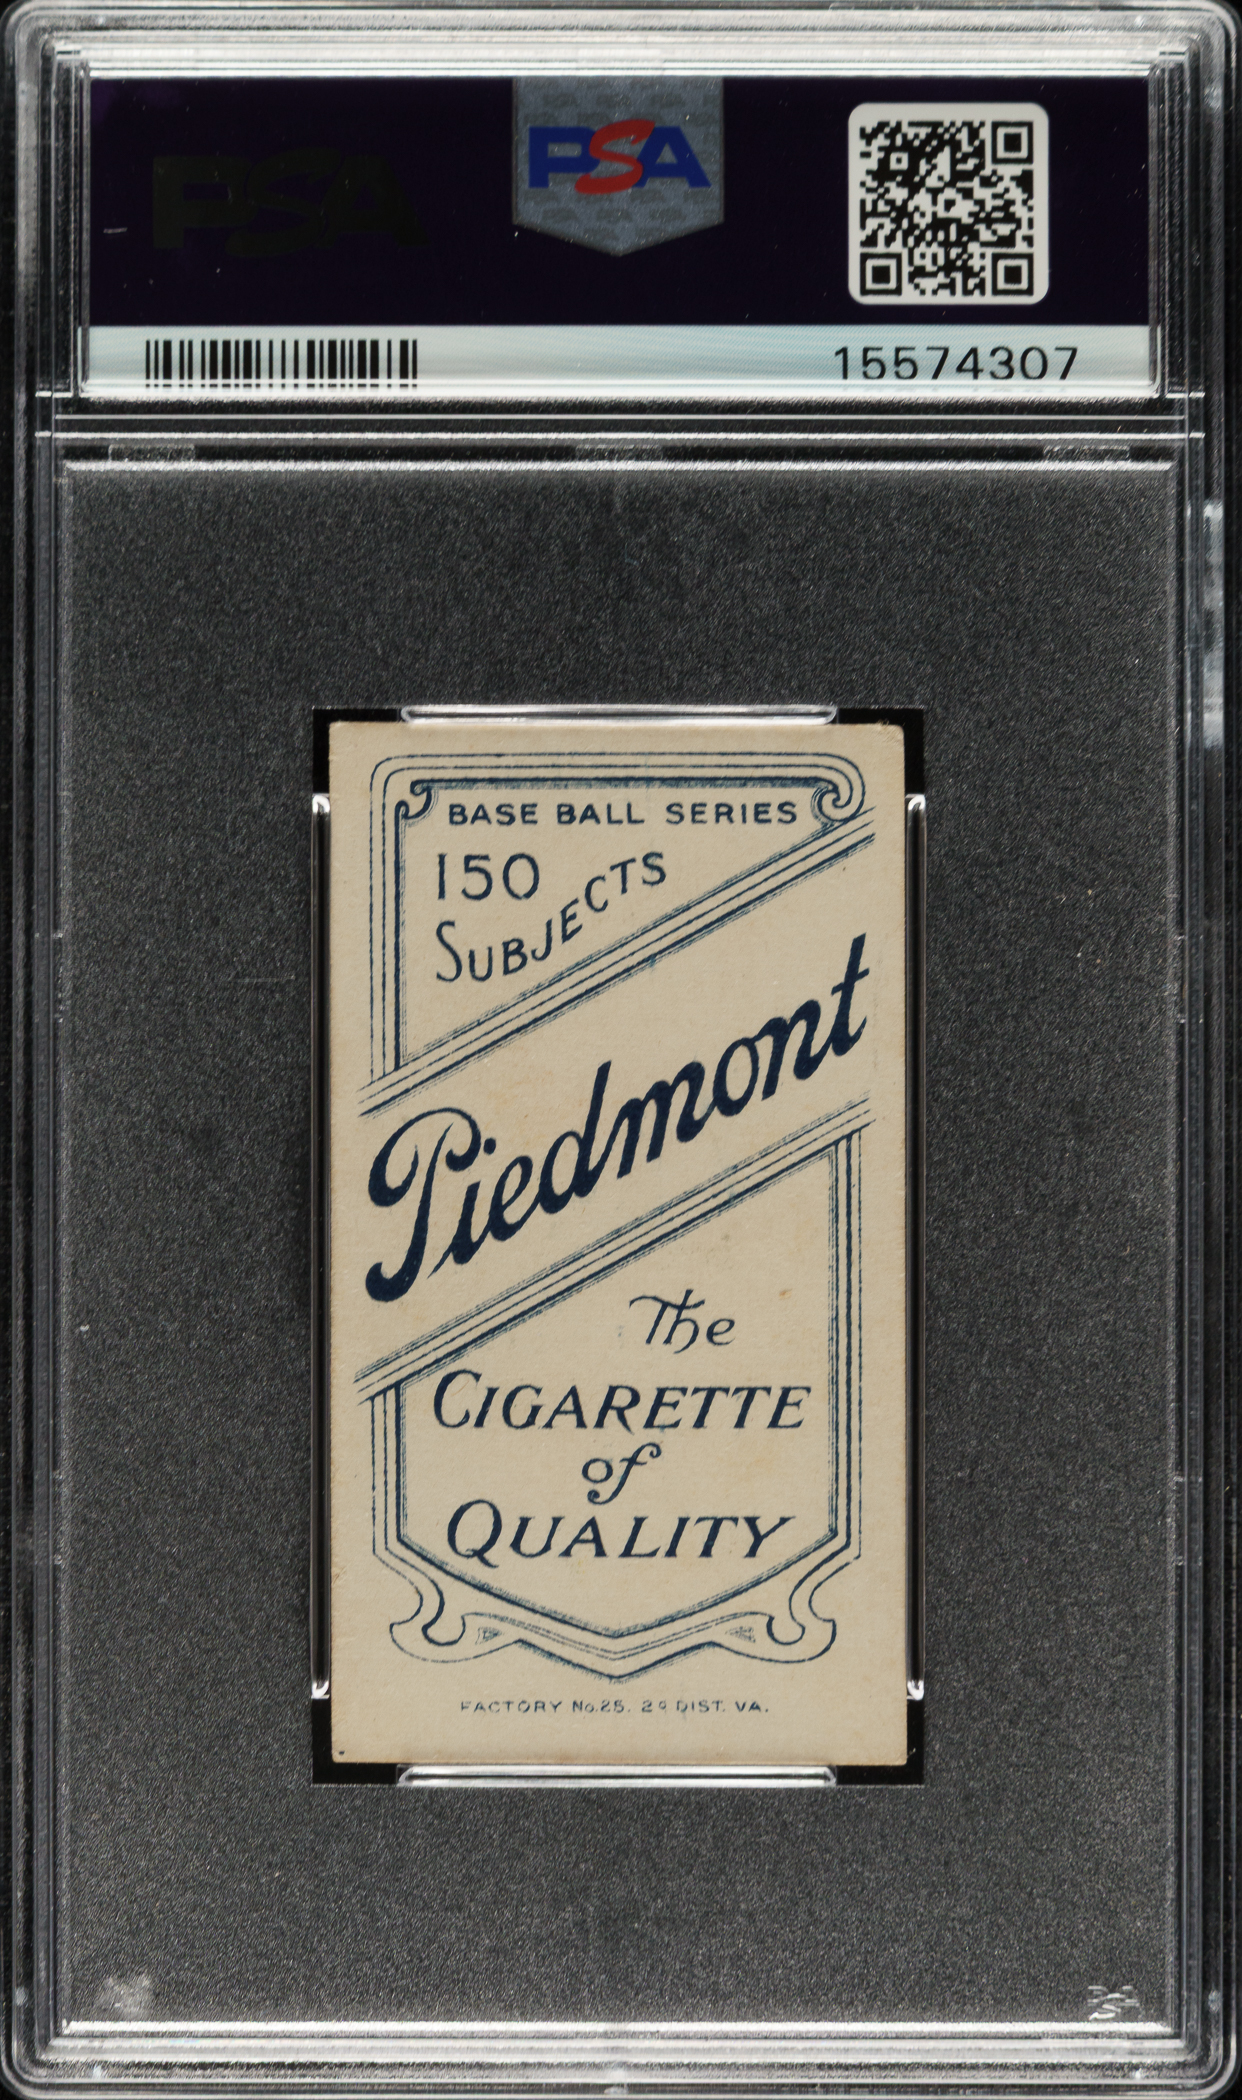 PSA
PSA
15574307
BASE BALL SERIES
150
SUBJECTS
Piedmont
The
CIGARETTE
of
QUALITY
FACTORY No. 25. 2D DIST. VA.